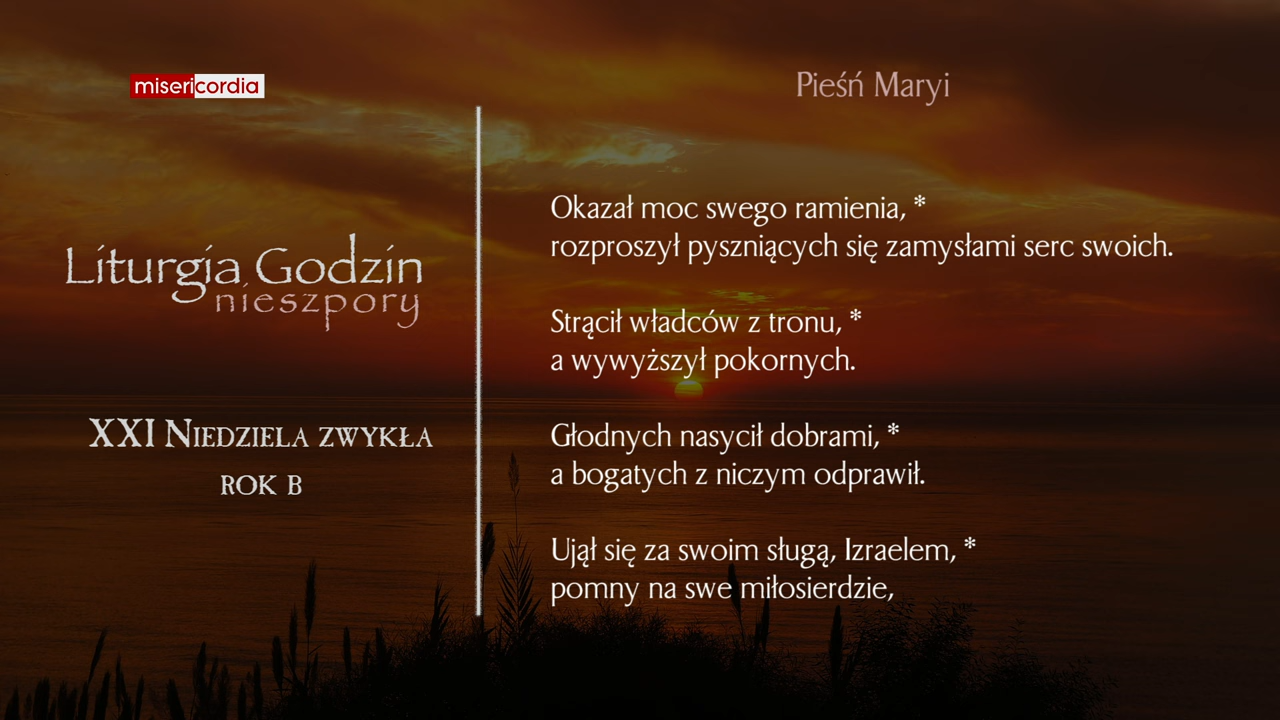 misericordia
Liturgia Godzin
nieszpory
XXI Niedziela zwykła
rok B
Pieśń Maryi
Okazał moc swego ramienia, *
rozproszył pyszniących się zamysłami serc swoich.
Strącił władców z tronu, *
a wywyższył pokornych.
Głodnych nasycił dobrami, *
a bogatych z niczym odprawił.
Ujął się za swoim sługą, Izraelem, *
pomny na swe miłosierdzie,